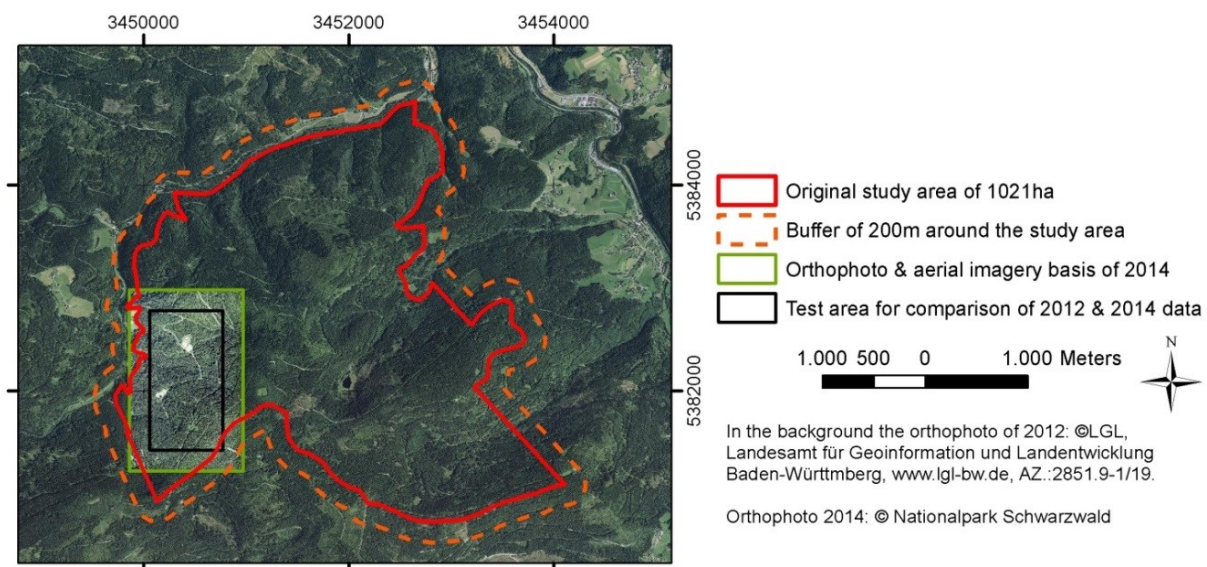 3450000 3452000 3454000
5384000
5382000
Original study area of 1021ha
Buffer of 200m around the study area
Orthophoto & aerial imagery basis of 2014
Test area for comparison of 2012 & 2014 data
N
1.000 500 0 1.000 Meters
In the background the orthophoto of 2012: ©LGL,
Landesamt für Geoinformation und Landentwicklung
Baden-Württmberg, www.lgl-bw.de, AZ.:2851.9-1/19.
Orthophoto 2014: © Nationalpark Schwarzwald